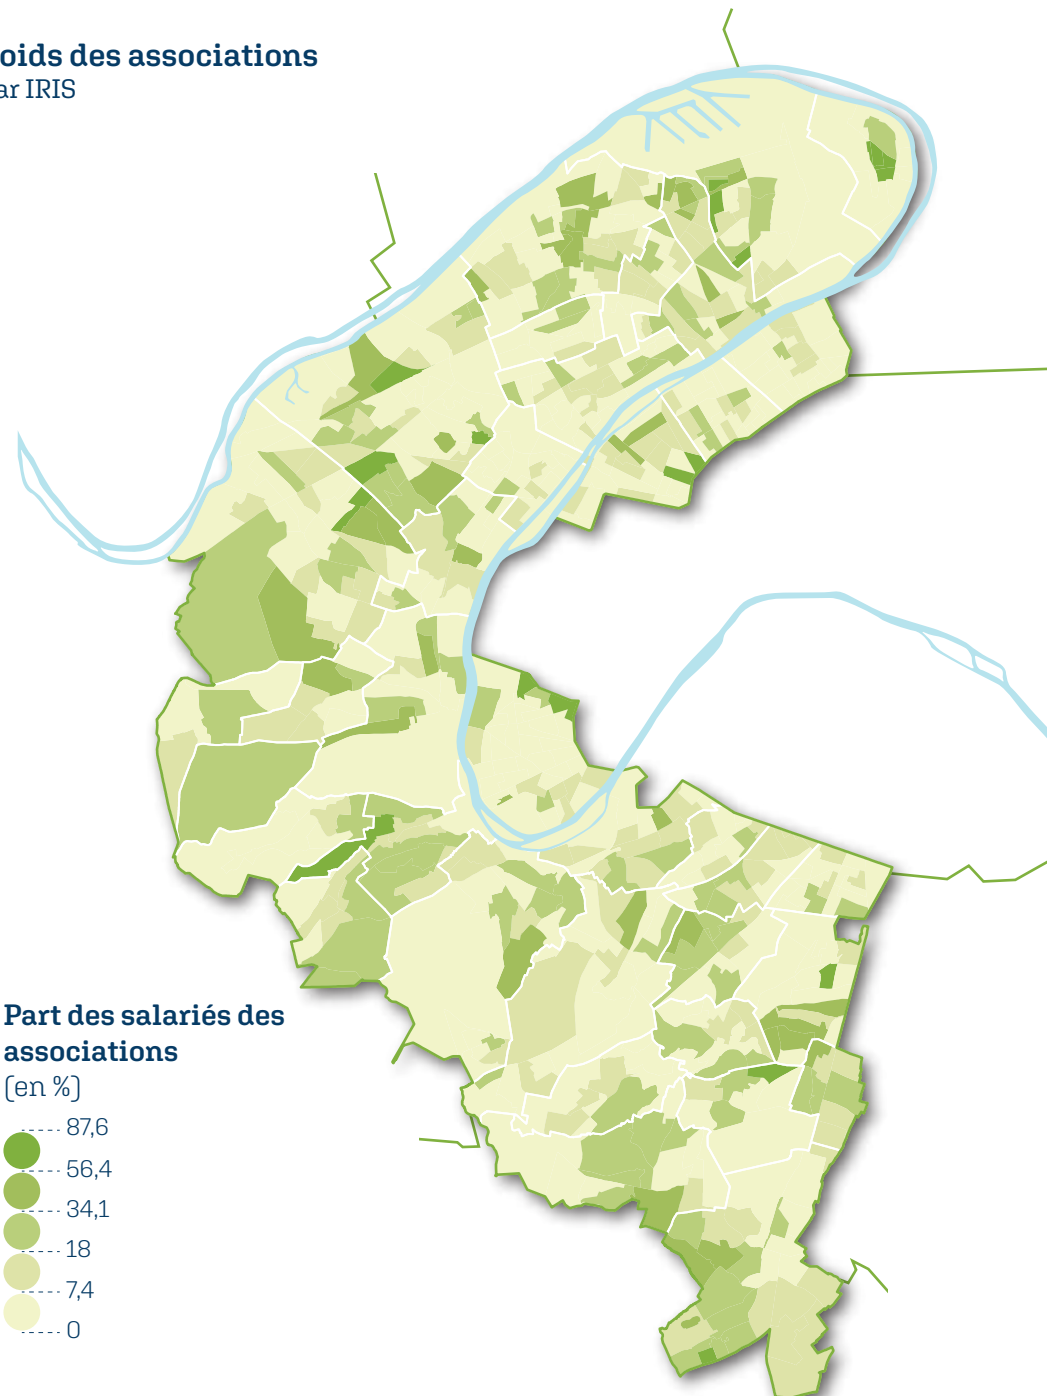 oids des associations
ar IRIS
Part des salariés des
associations
(en %)
87,6
56,4
34,1
18
7,4
0